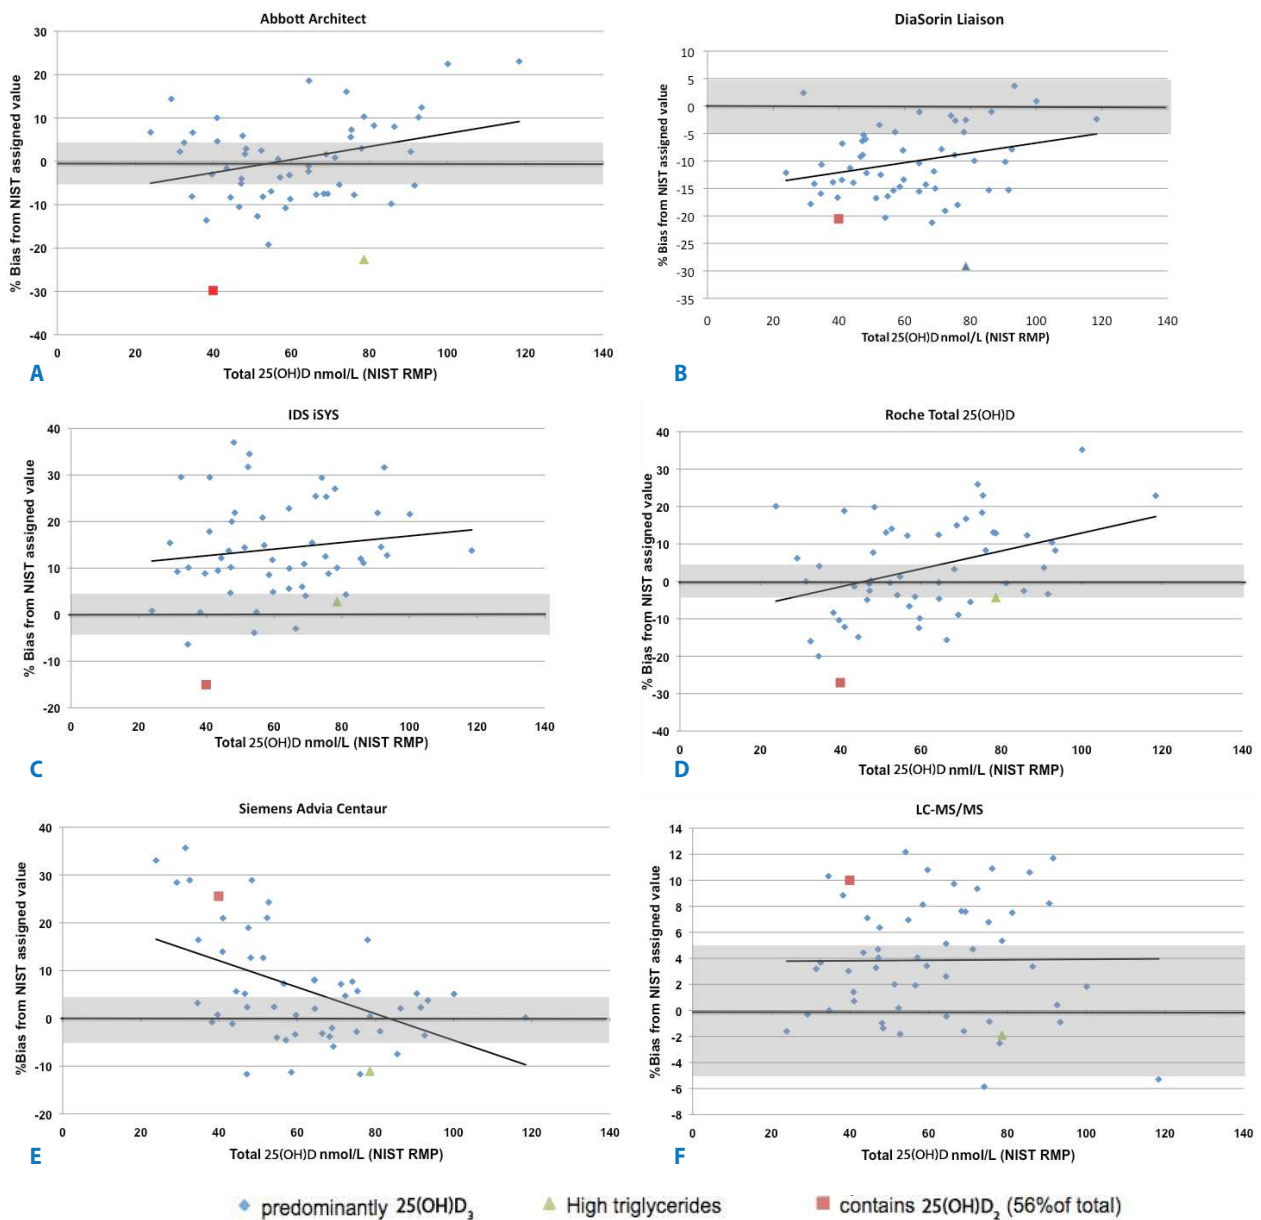 Abbott Architect
% Bias from NIST assigned value
30
20
10
0
-10
-20
-30
-40
0 20 40 60 80 100 120 140
Total 25(OH)D nmol/L (NIST RMP)
A
DiaSorin Liaison
% Bias from NIST assigned value
10
5
0
-5
-10
-15
-20
-25
-30
-35
0 20 40 60 80 100 120 140
Total 25(OH)D nmol/L (NIST RMP)
B
IDS iSYS
% Bias from NIST assigned value
40
30
20
10
0
-10
-20
0 20 40 60 80 100 120 140
Total 25(OH)D nmol/L (NIST RMP)
C
Roche Total 25(OH)D
% Bias from NIST assigned value
40
30
20
10
0
-10
-20
-30
-40
0 20 40 60 80 100 120 140
Total 25(OH)D nml/L (NIST RMP)
D
Siemens Advia Centaur
%Bias from NIST assigned value
40
30
20
10
0
-10
-20
0 20 40 60 80 100 120 140
Total 25(OH)D nmol/L (NIST RMP)
E
LC-MS/MS
%Bias from NIST assigned value
14
12
10
8
6
4
2
0
-2
-4
-6
-8
0 20 40 60 80 100 120 140
Total 25(OH)D nmol/L (NIST RMP)
F
predominantly 25(OH)D₃ High triglycerides contains 25(OH)D₂ (56%of total)